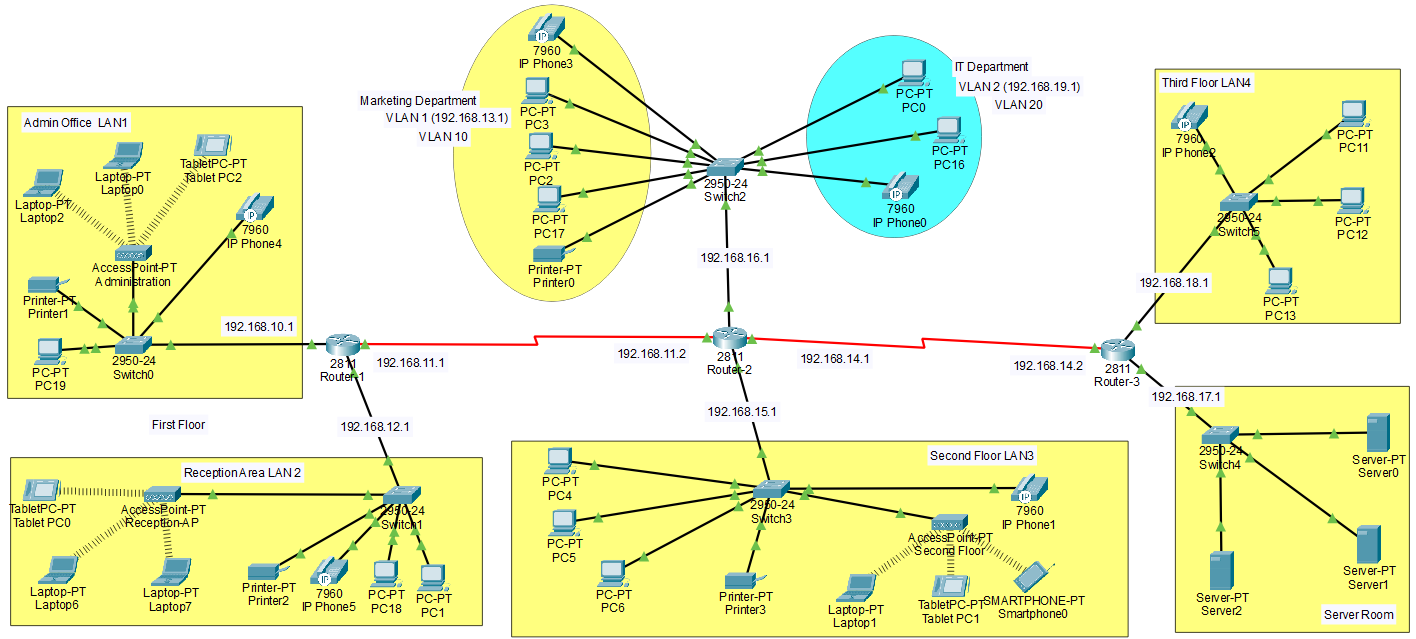 Admin Office LAN1
Laptop-PT
Laptop2
Laptop-PT
Laptop0
TabletPC-PT
Tablet PC2
IP
7960
IP Phone4
AccessPoint-PT
Administration
Printer-PT
Printer1
PC-PT
PC19
2950-24
Switch0
192.168.10.1
2811
Router-1
192.168.11.1
192.168.12.1
First Floor
Reception Area LAN 2
TabletPC-PT
Tablet PC0
AccessPoint-PT
Reception-AP
2950-24
Switch1
Laptop-PT
Laptop6
Laptop-PT
Laptop7
Printer-PT
Printer2
IP
7960
IP Phone5
PC-PT
PC18
PC-PT
PC1
Marketing Department
VLAN 1 (192.168.13.1)
VLAN 10
IP
7960
IP Phone3
PC-PT
PC3
PC-PT
PC2
PC-PT
PC17
Printer-PT
Printer0
2950-24
Switch2
IT Department
VLAN 2 (192.168.19.1)
VLAN 20
PC-PT
PC0
PC-PT
PC16
IP
7960
IP Phone0
192.168.16.1
192.168.11.2
2811
Router-2
192.168.14.1
192.168.15.1
Second Floor LAN3
PC-PT
PC4
PC-PT
PC5
PC-PT
PC6
2950-24
Switch3
Printer-PT
Printer3
IP
7960
IP Phone1
AccessPoint-PT
Second Floor
Laptop-PT
Laptop1
TabletPC-PT
Tablet PC1
SMARTPHONE-PT
Smartphone0
192.168.14.2
2811
Router-3
192.168.18.1
192.168.17.1
Third Floor LAN4
IP
7960
IP Phone2
PC-PT
PC11
2950-24
Switch5
PC-PT
PC12
PC-PT
PC13
2950-24
Switch4
Server-PT
Server0
Server-PT
Server1
Server-PT
Server2
Server Room